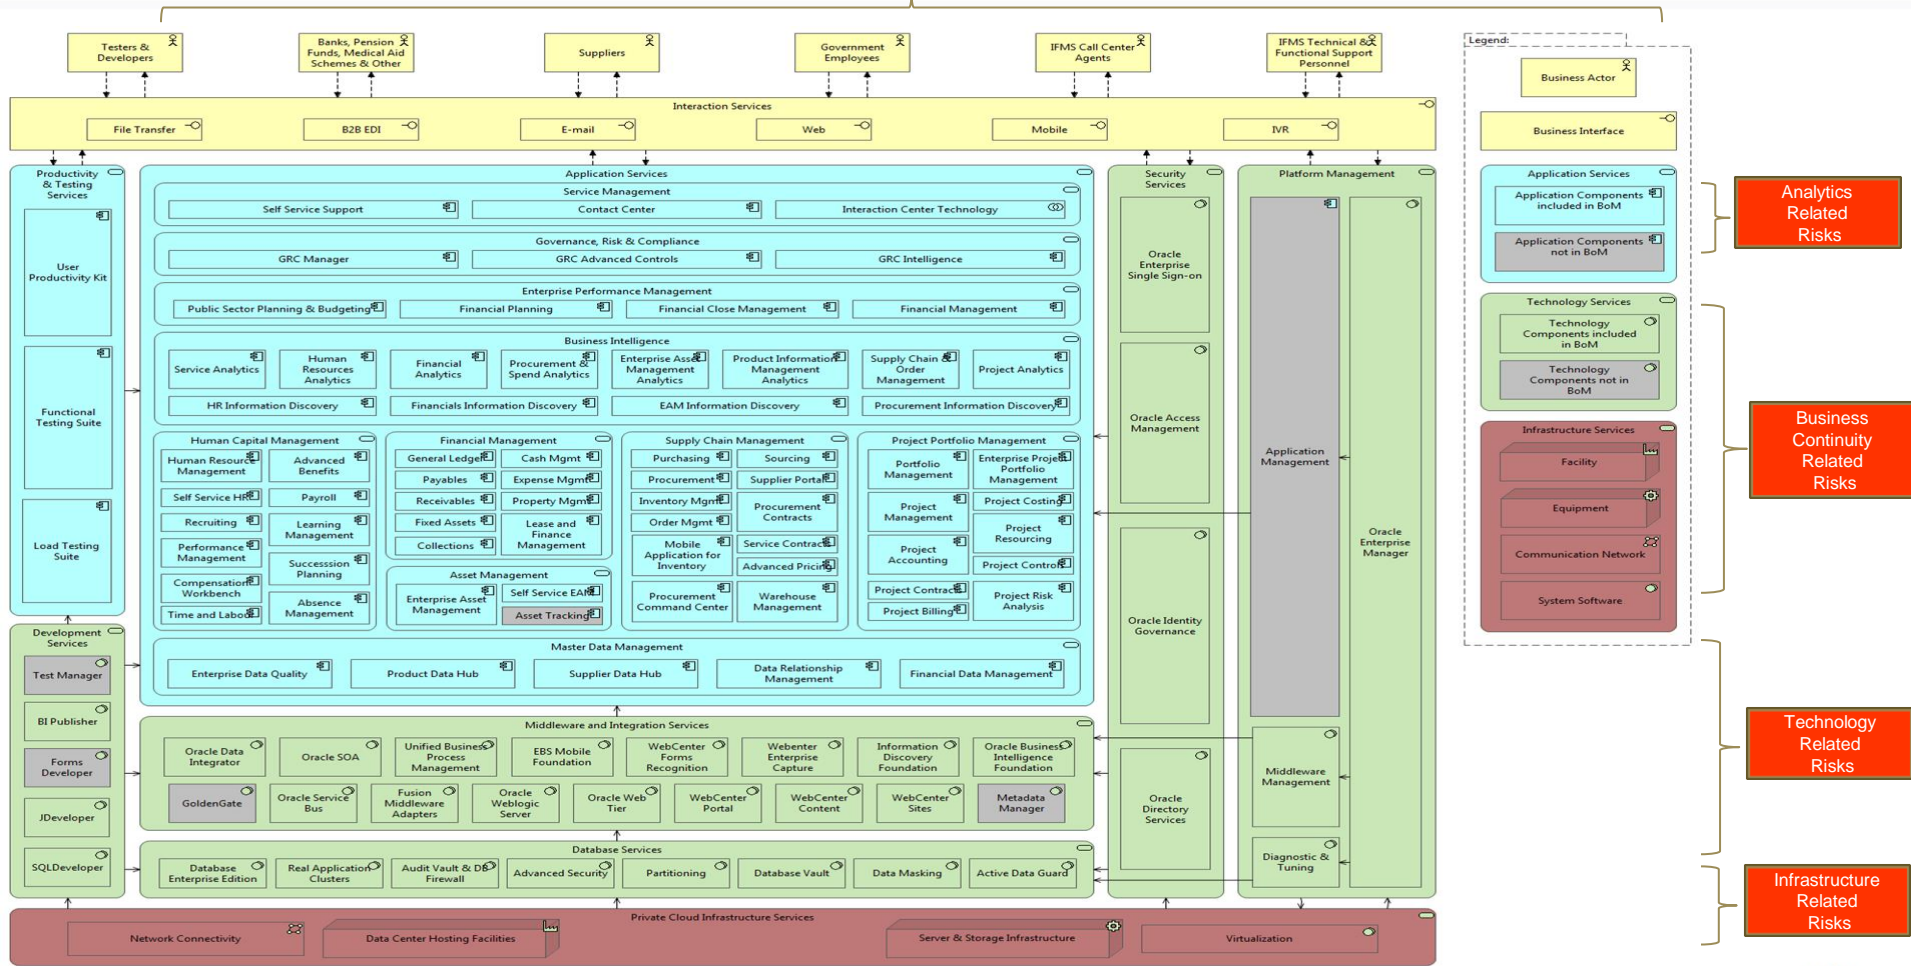 Testers &
Developers
Banks, Pension
Funds, Medical Aid
Schemes & Other
Suppliers
Government
Employees
IFMS Call Center
Agents
IFMS Technical &
Functional Support
Personnel
Interaction Services
File Transfer
B2B EDI
E-mail
Web
Mobile
IVR
Productivity
& Testing
Services
User
Productivity Kit
Functional
Testing Suite
Load Testing
Suite
Application Services
Service Management
Self Service Support
Contact Center
Interaction Center Technology
Governance, Risk & Compliance
GRC Manager
GRC Advanced Controls
GRC Intelligence
Enterprise Performance Management
Public Sector Planning & Budgeting
Financial Planning
Financial Close Management
Financial Management
Business Intelligence
Service Analytics
Human
Resources
Analytics
Financial
Analytics
Procurement &
Spend Analytics
Enterprise Asset
Management
Analytics
Product Information
Management
Analytics
Supply Chain &
Order
Management
Project Analytics
HR Information Discovery
Financials Information Discovery
EAM Information Discovery
Procurement Information Discovery
Human Capital Management
Human Resource
Management
Advanced
Benefits
Self Service HR
Payroll
Recruiting
Learning
Management
Performance
Management
Succession
Planning
Compensation
Workbench
Absence
Management
Time and Labor
Financial Management
General Ledger
Cash Mgmt
Payables
Expense Mgmt
Receivables
Property Mgmt
Fixed Assets
Lease and
Finance
Management
Collections
Asset Management
Enterprise Asset
Management
Self Service EAM
Asset Tracking
Supply Chain Management
Purchasing
Sourcing
Procurement
Supplier Portal
Inventory Mgmt
Procurement
Contracts
Order Mgmt
Mobile
Application for
Inventory
Service Contracts
Advanced Pricing
Procurement
Command Center
Warehouse
Management
Project Portfolio Management
Portfolio
Management
Enterprise Project
Portfolio
Management
Project
Management
Project Costing
Project
Resourcing
Project
Accounting
Project Control
Project Contracts
Project Risk
Analysis
Project Billing
Master Data Management
Enterprise Data Quality
Product Data Hub
Supplier Data Hub
Data Relationship
Management
Financial Data Management
Development
Services
Test Manager
BI Publisher
Forms
Developer
JDeveloper
SQLDeveloper
Middleware and Integration Services
Oracle Data
Integrator
Oracle SOA
Unified Business
Process
Management
EBS Mobile
Foundation
WebCenter
Forms
Recognition
Webenter
Enterprise
Capture
Information
Discovery
Foundation
Oracle Business
Intelligence
Foundation
GoldenGate
Oracle Service
Bus
Fusion
Middleware
Adapters
Oracle
Weblogic
Server
Oracle Web
Tier
WebCenter
Portal
WebCenter
Content
WebCenter
Sites
Metadata
Manager
Database Services
Database
Enterprise Edition
Real Application
Clusters
Audit Vault & DB
Firewall
Advanced Security
Partitioning
Database Vault
Data Masking
Active Data Guard
Security
Services
Oracle
Enterprise
Single Sign-on
Oracle Access
Management
Oracle Identity
Governance
Oracle
Directory
Services
Platform Management
Application
Management
Middleware
Management
Diagnostic &
Tuning
Oracle
Enterprise
Manager
Private Cloud Infrastructure Services
Network Connectivity
Data Center Hosting Facilities
Server & Storage Infrastructure
Virtualization
Legend:
Business Actor
Business Interface
Application Services
Application Components
included in BoM
Application Components
not in BoM
Technology Services
Technology
Components included
in BoM
Technology
Components not in
BoM
Infrastructure Services
Facility
Equipment
Communication Network
System Software
Analytics
Related
Risks
Business
Continuity
Related
Risks
Technology
Related
Risks
Infrastructure
Related
Risks